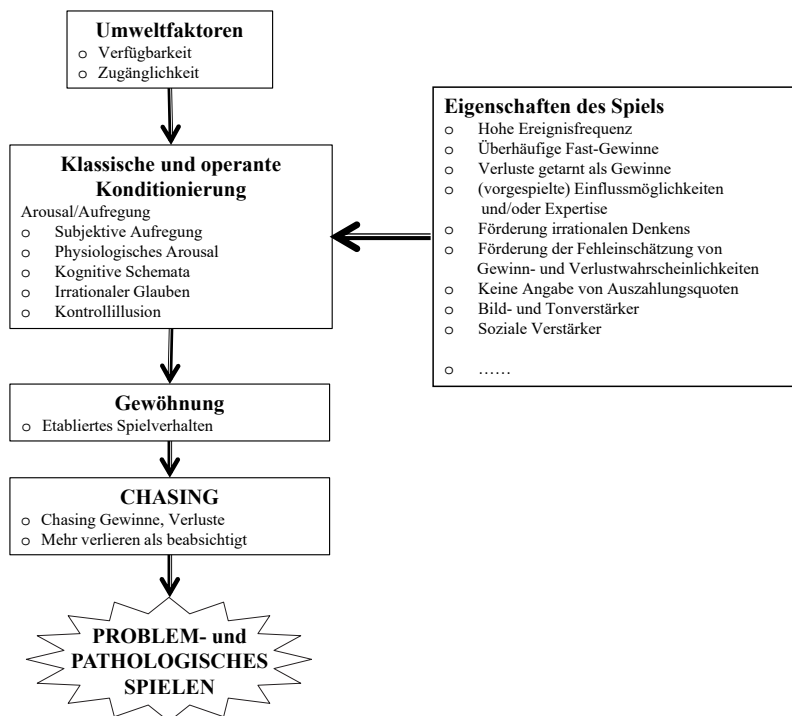 Umweltfaktoren
o Verfügbarkeit
o Zugänglichkeit
Klassische und operante
Konditionierung
Arousal/Aufregung
o Subjektive Aufregung
o Physiologisches Arousal
o Kognitive Schemata
o Irrationaler Glauben
o Kontrollillusion
Eigenschaften des Spiels
o Hohe Ereignisfrequenz
o Überhäufige Fast-Gewinne
o Verluste getarnt als Gewinne
o (vorgespielte) Einflussmöglichkeiten
und/oder Expertise
o Förderung irrationalen Denkens
o Förderung der Fehleinschätzung von
Gewinn- und Verlustwahrscheinlichkeiten
o Keine Angabe von Auszahlungsquoten
o Bild- und Tonverstärker
o Soziale Verstärker
o ......
Gewöhnung
o Etabliertes Spielverhalten
CHASING
o Chasing Gewinne, Verluste
o Mehr verlieren als beabsichtigt
PROBLEM- und
PATHOLOGISCHES
SPIELEN